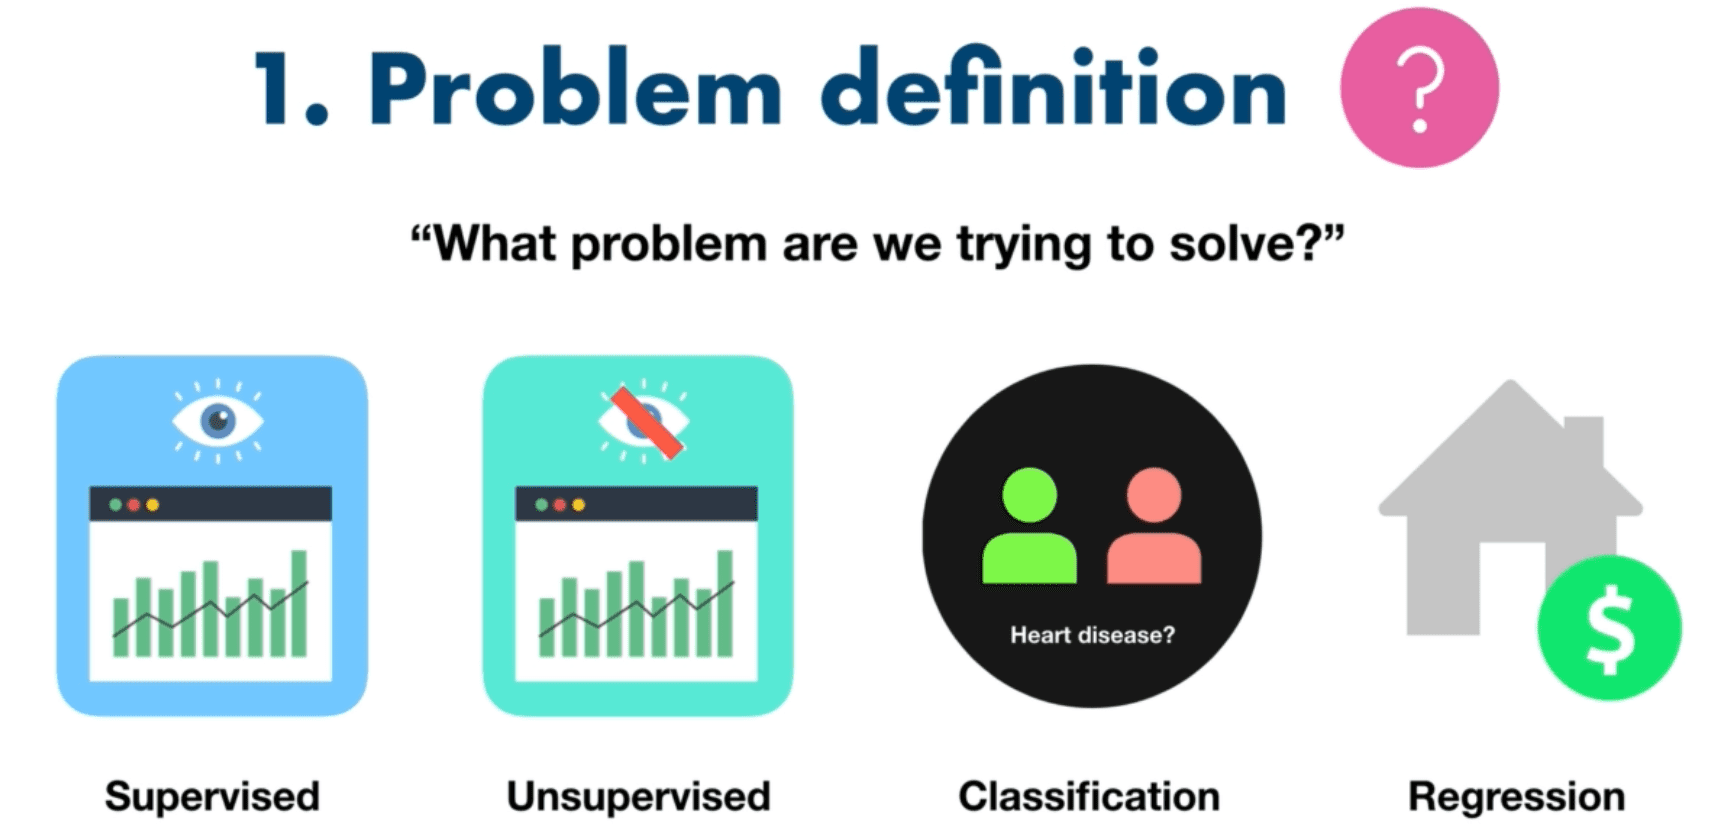 1. Problem definition
?
“What problem are we trying to solve?”
Heart disease?
$
Supervised
Unsupervised
Classification
Regression